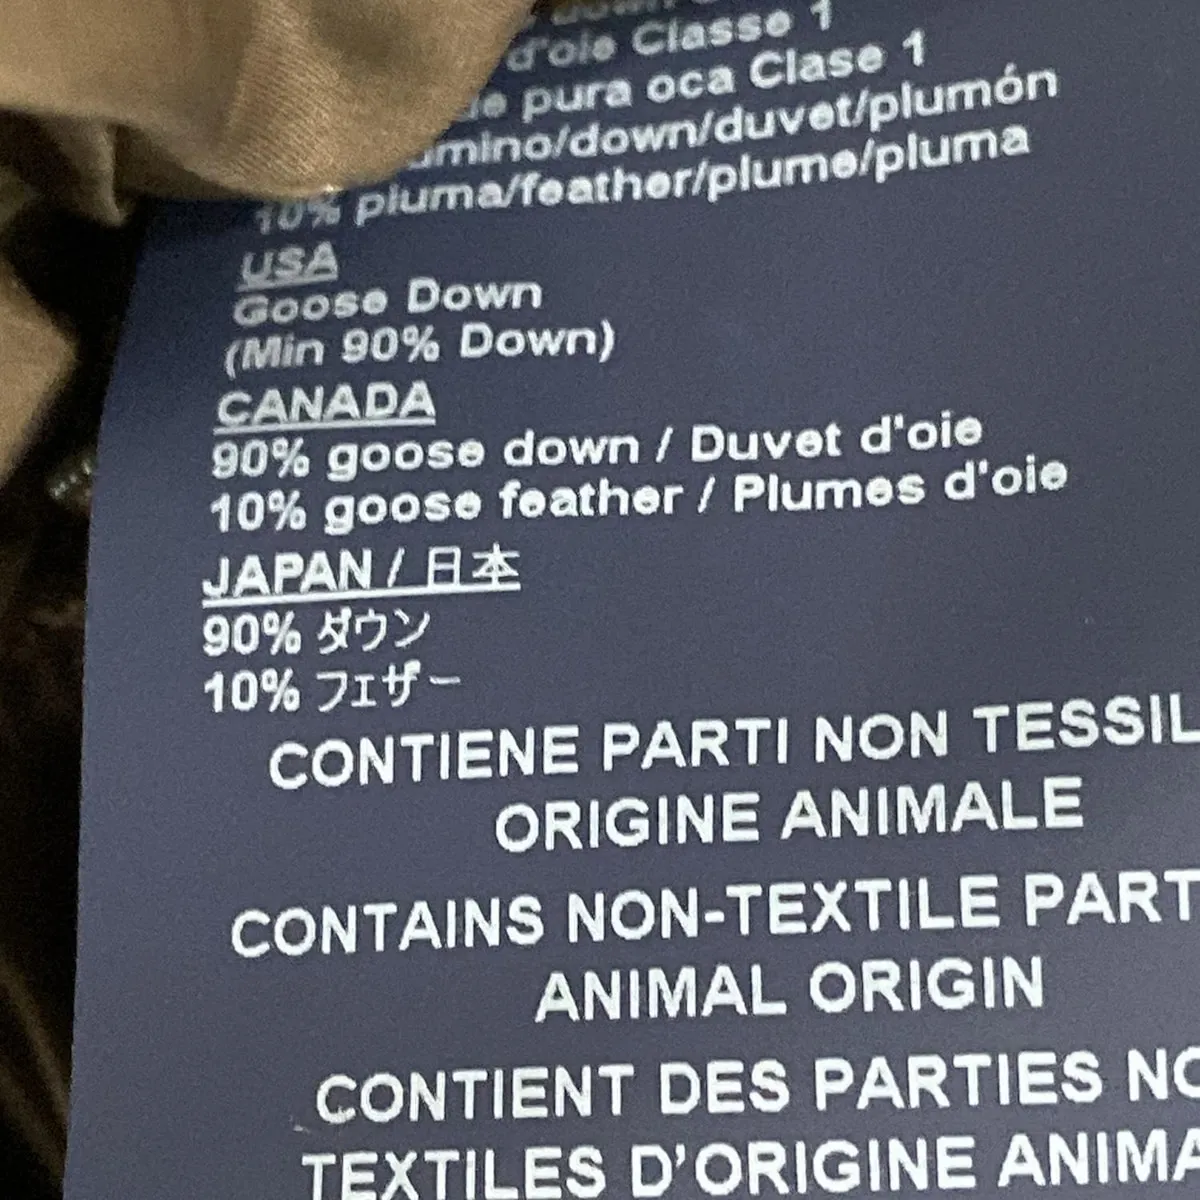 d'oie Classe 1
pura oca Clase 1
/down/duvet/plumón
10% piuma/feather/plume/pluma
USA
Goose Down
(Min 90% Down)
CANADA
90% goose down / Duvet d'oie
10% goose feather / Plumes d'oie
JAPAN / 日本
90% ダウン
10% フェザー
CONTIENE PARTI NON TESSIL
ORIGINE ANIMALE
CONTAINS NON-TEXTILE PART
ANIMAL ORIGIN
CONTIENT DES PARTIES NO
TEXTILES D'ORIGINE ANIMA